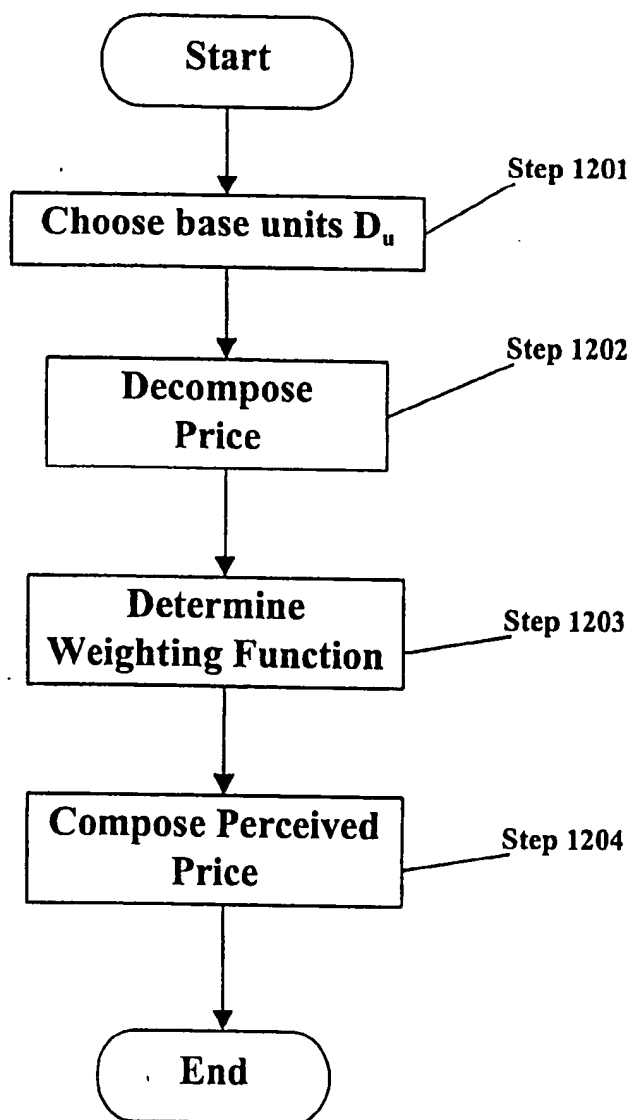 Start
Step 1201
Choose base units Dᵤ
Step 1202
Decompose
Price
Determine
Weighting Function
Step 1203
Compose Perceived
Price
Step 1204
End